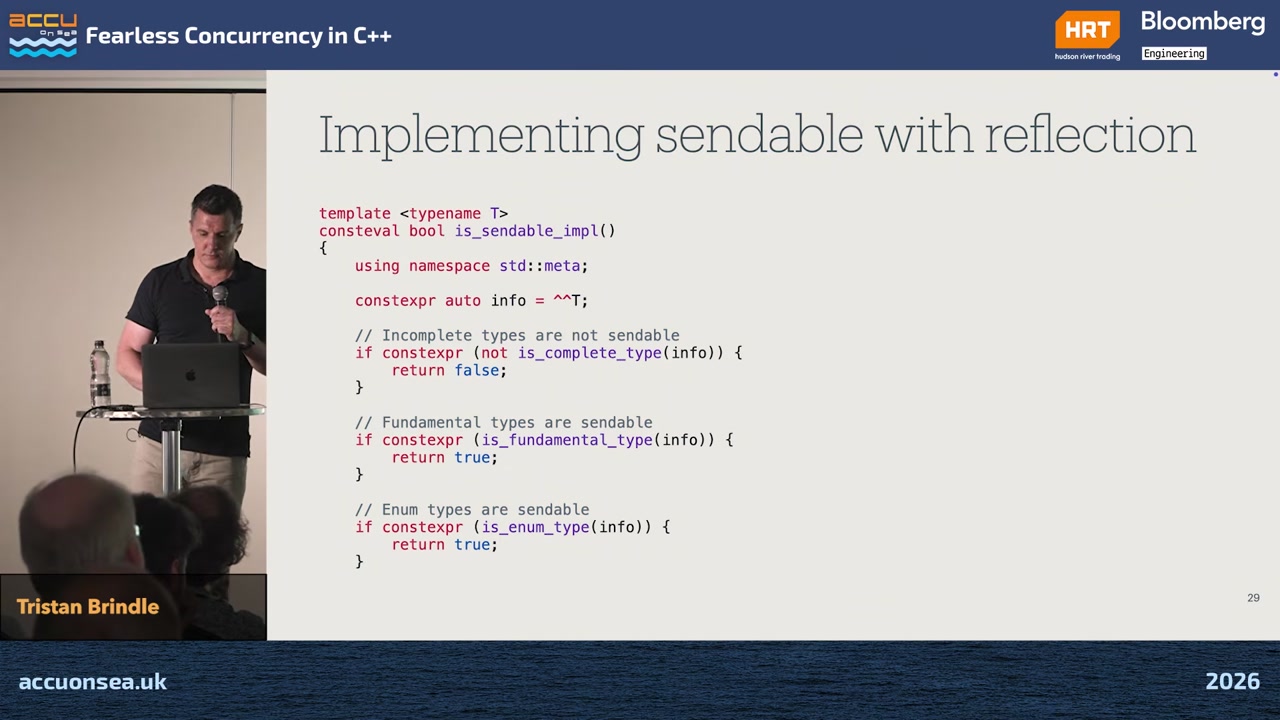 accu
on sea
Fearless Concurrency in C++
HRT
hudson river trading
Bloomberg
Engineering
Implementing sendable with reflection
template <typename T>
consteval bool is_sendable_impl()
{
    using namespace std::meta;
    constexpr auto info = ^^T;
    // Incomplete types are not sendable
    if constexpr (not is_complete_type(info)) {
        return false;
    }
    // Fundamental types are sendable
    if constexpr (is_fundamental_type(info)) {
        return true;
    }
    // Enum types are sendable
    if constexpr (is_enum_type(info)) {
        return true;
    }
29
Tristan Brindle
accuonsea.uk
2026